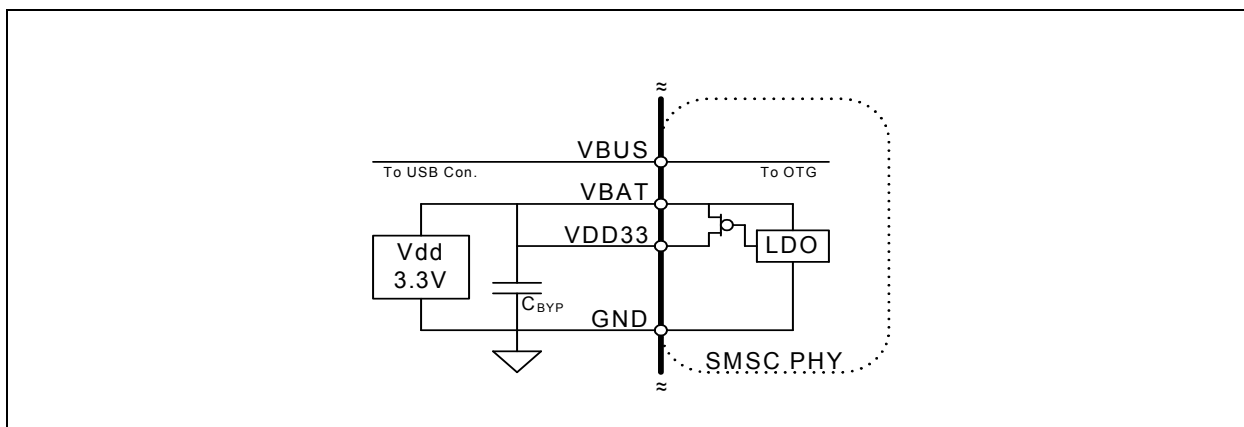 ≈
VBUS
To USB Con.
To OTG
VBAT
VDD33
LDO
Vdd
3.3V
CBYP
GND
SMSC PHY
≈